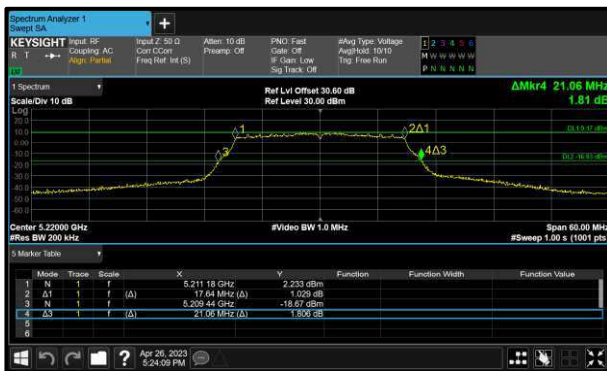 Spectrum Analyzer 1
Swept SA
KEYSIGHT
R T
Input: RF
Coupling: AC
Align: Partial
Input Z: 50 Ω
Corr CCorr
Freq Ref: Int (S)
Atten: 10 dB
Preamp: Off
PNO: Fast
Gate: Off
IF Gain: Low
Sig Track: Off
#Avg Type: Voltage
Avg|Hold: 10/10
Trig: Free Run
1 2 3 4 5 6
M W W W W W
P N N N N N
1 Spectrum
Scale/Div 10 dB
Ref Lvl Offset 30.60 dB
Ref Level 30.00 dBm
ΔMkr4 21.06 MHz
1.81 dB
Log
20.0
10.0
0.00
-10.0
-20.0
-30.0
-40.0
-50.0
-60.0
1
2Δ1
3
4Δ3
Center 5.22000 GHz
#Res BW 200 kHz
#Video BW 1.0 MHz
Span 60.00 MHz
#Sweep 1.00 s (1001 pts)
5 Marker Table
Mode Trace Scale X Y Function Function Width Function Value
1 N 1 f 5.211 18 GHz 2.233 dBm
2 Δ1 1 f (Δ) 17.64 MHz (Δ) 1.029 dB
3 N 1 f 5.209 44 GHz -18.67 dBm
4 Δ3 1 f (Δ) 21.06 MHz (Δ) 1.806 dB
5
6
?
Apr 26, 2023
5:24:09 PM